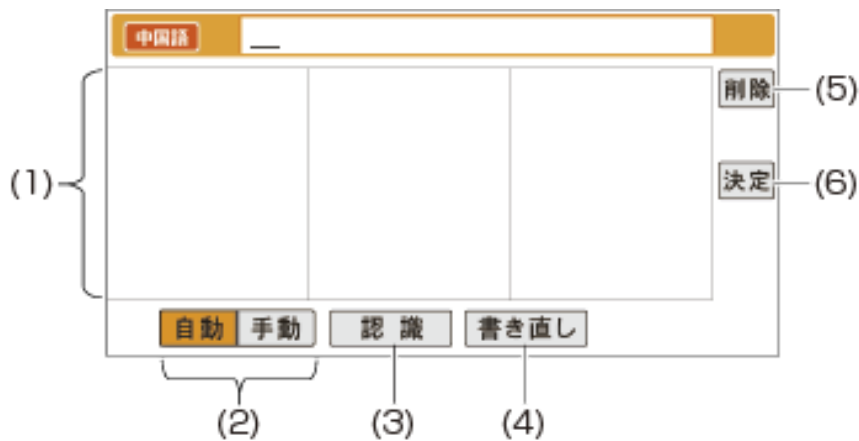 中国語
(1)
削除 (5)
決定 (6)
自動 手動 認識 書き直し
(2) (3) (4)